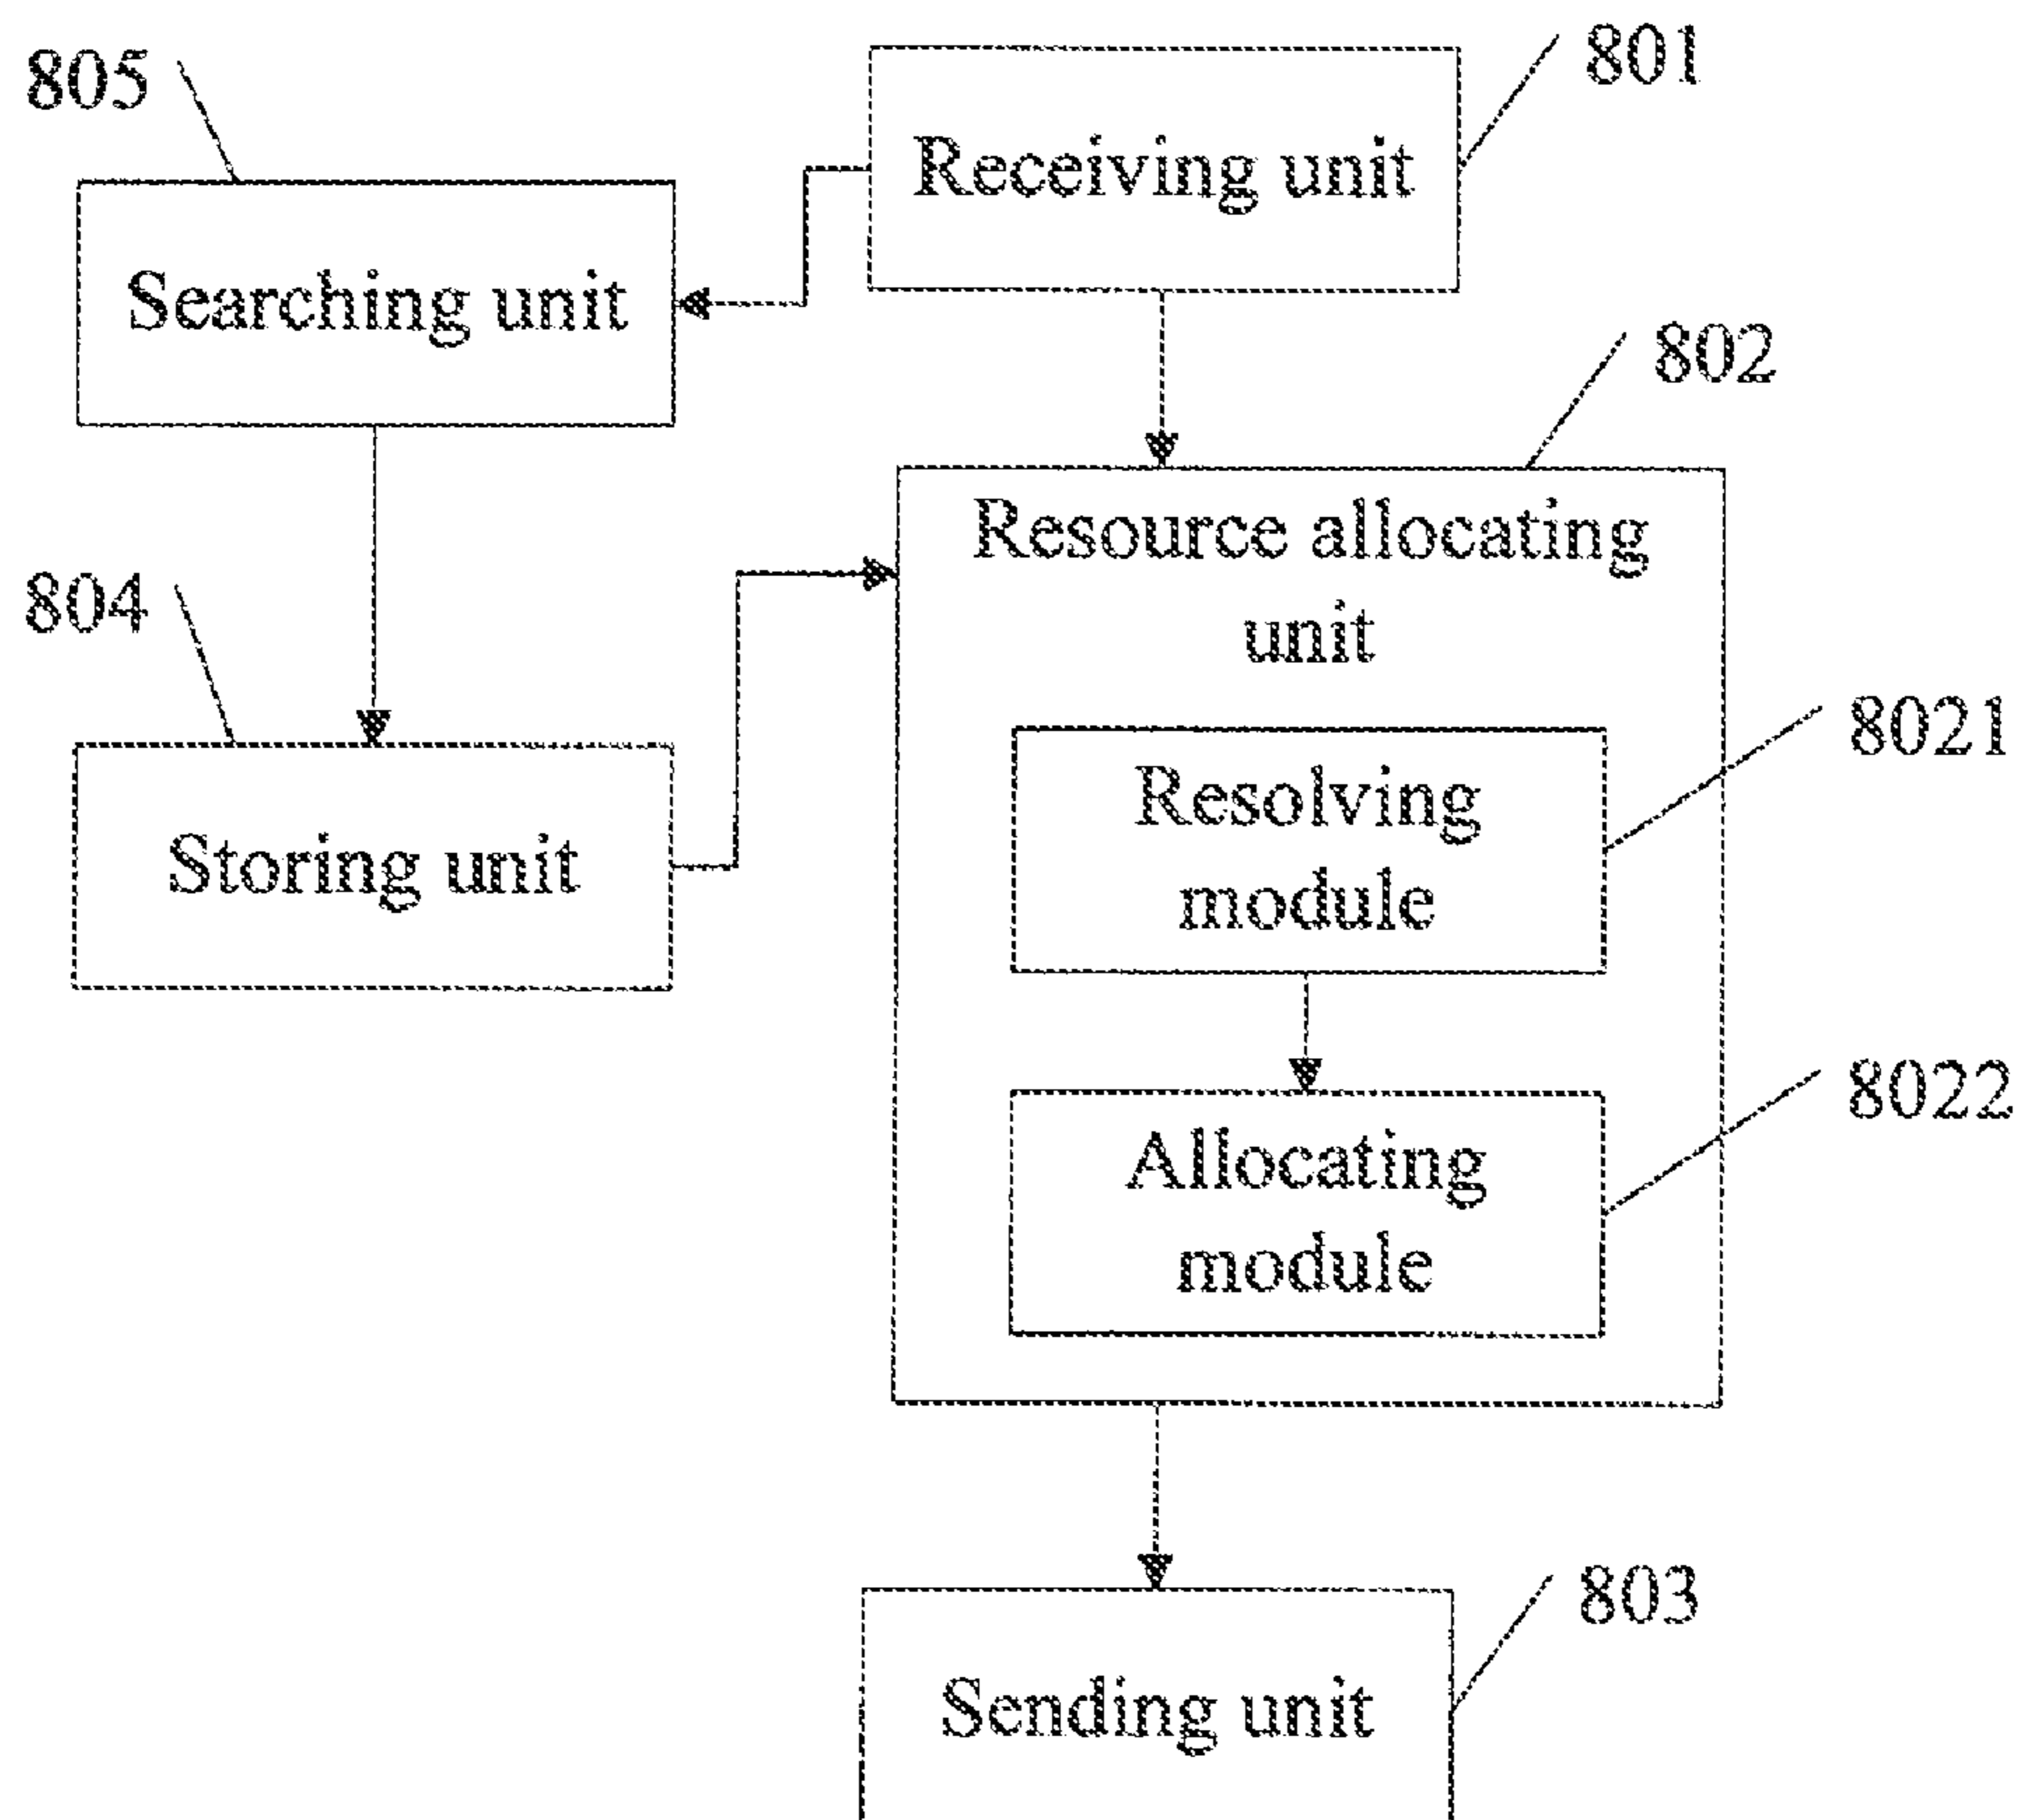 801
805
Receiving unit
Searching unit
802
Resource allocating
unit
804
8021
Resolving
module
Storing unit
8022
Allocating
module
803
Sending unit